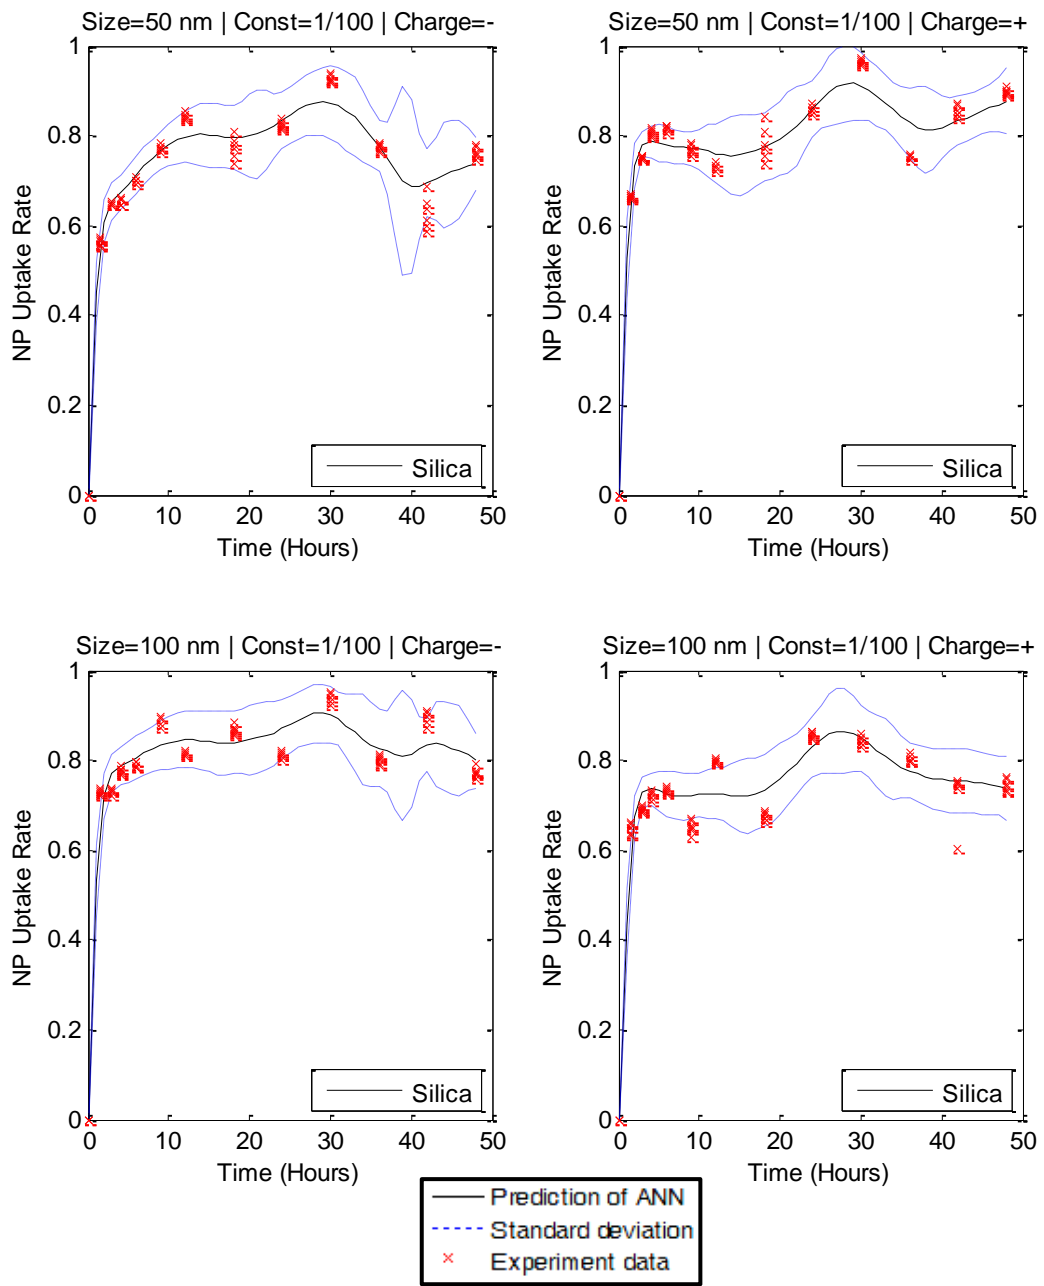 Size=50 nm | Const=1/100 | Charge=-
1
0.8
0.6
0.4
0.2
0
NP Uptake Rate
Silica
0 10 20 30 40 50
Time (Hours)
Size=50 nm | Const=1/100 | Charge=+
1
0.8
0.6
0.4
0.2
0
NP Uptake Rate
Silica
0 10 20 30 40 50
Time (Hours)
Size=100 nm | Const=1/100 | Charge=-
1
0.8
0.6
0.4
0.2
0
NP Uptake Rate
Silica
0 10 20 30 40 50
Time (Hours)
Size=100 nm | Const=1/100 | Charge=+
1
0.8
0.6
0.4
0.2
0
NP Uptake Rate
Silica
0 10 20 30 40 50
Time (Hours)
Prediction of ANN
Standard deviation
Experiment data